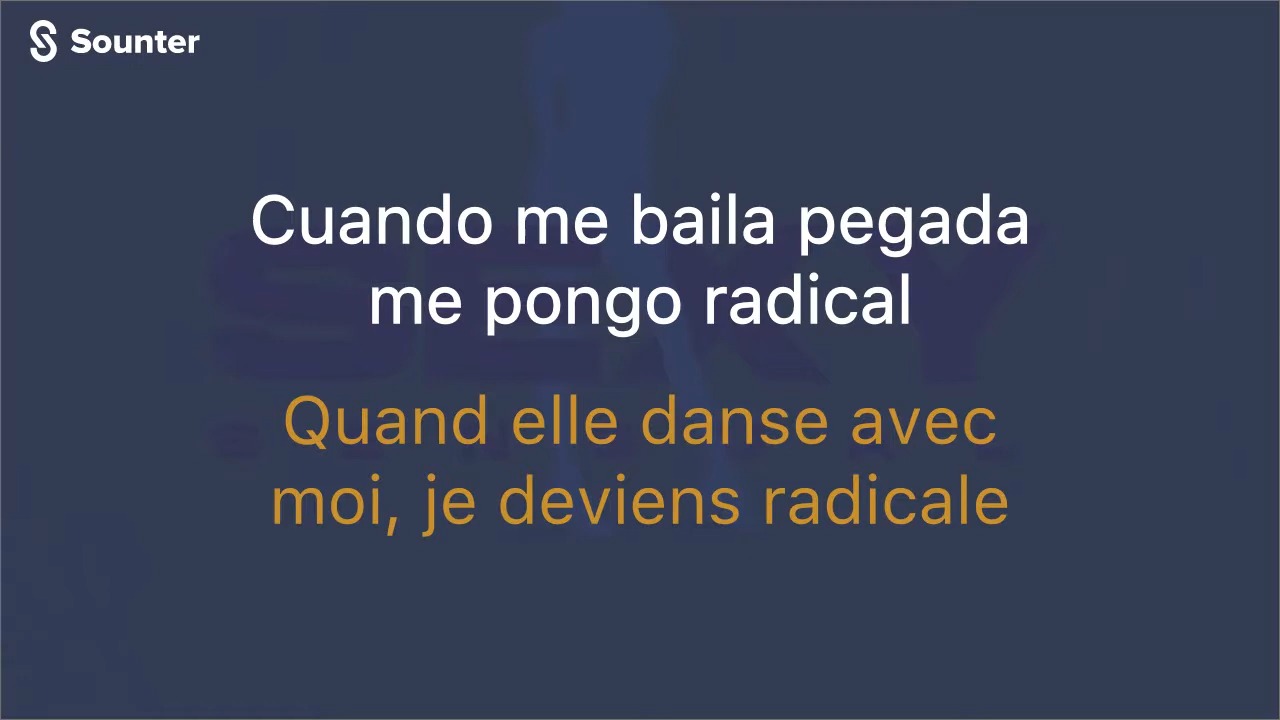 Sounter
Cuando me baila pegada
me pongo radical
Quand elle danse avec
moi, je deviens radicale